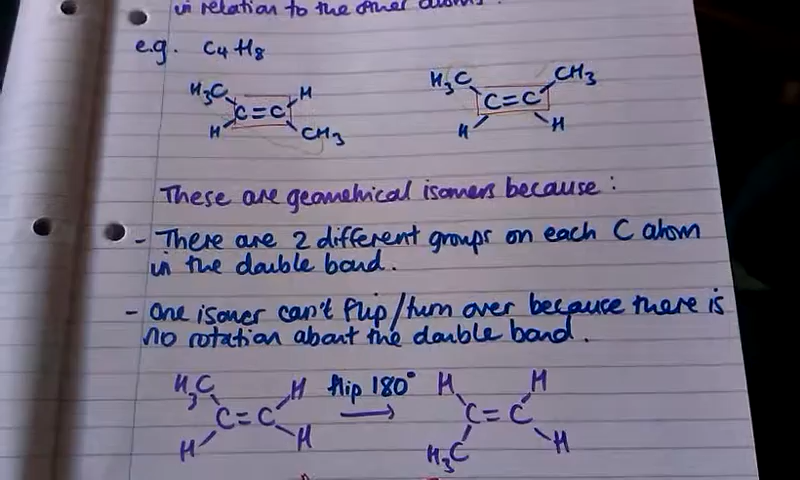 in relation to the other atoms.
e.g. C4H8
H3C H H3C CH3
C=C C=C
H CH3 H H
These are geometrical isomers because:
- There are 2 different groups on each C atom
in the double bond.
- One isomer can't flip/turn over because there is
no rotation about the double bond.
H3C H flip 180° H H
C=C → C=C
H H H3C H